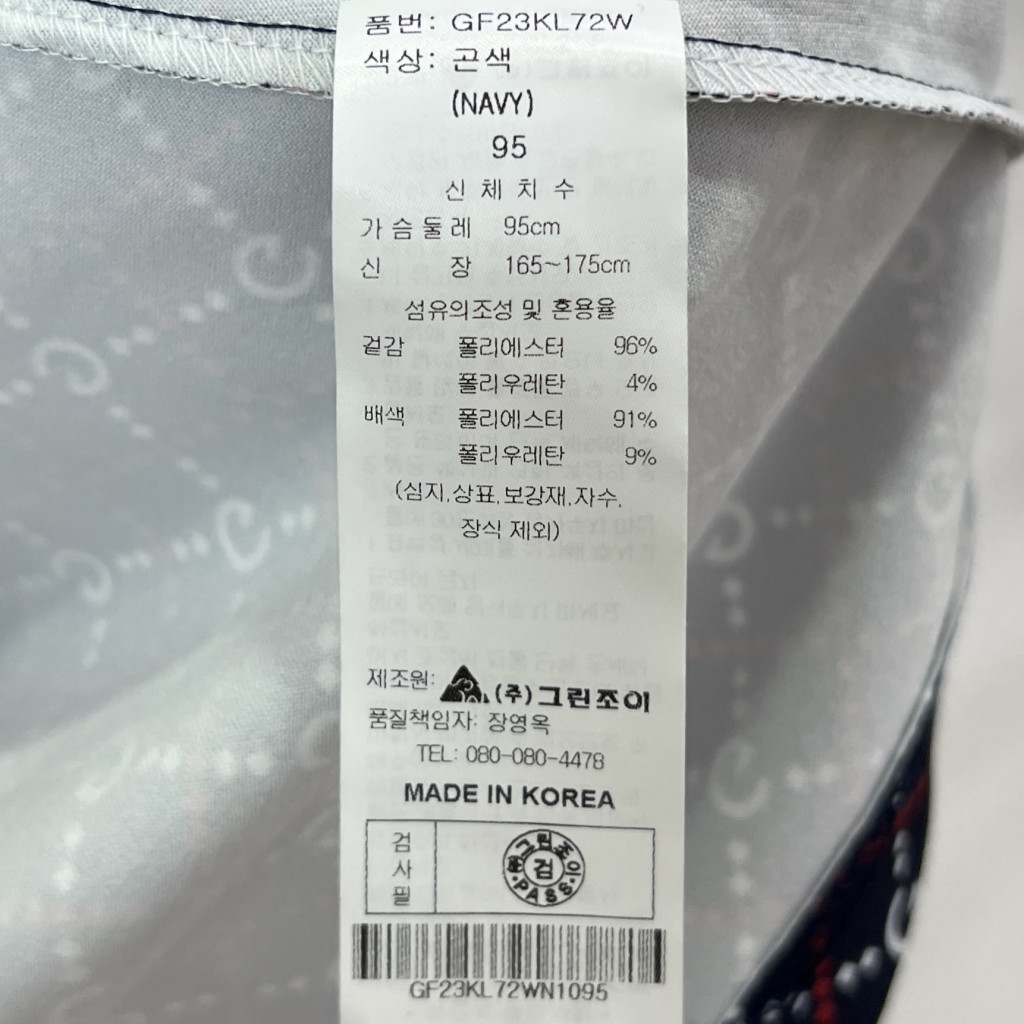 품번: GF23KL72W
색상: 곤색
(NAVY)
95
신 체 치 수
가슴둘레 95cm
신 장 165~175cm
섬유의조성 및 혼용율
겉감 폴리에스터 96%
폴리우레탄 4%
배색 폴리에스터 91%
폴리우레탄 9%
(심지,상표,보강재,자수,
장식 제외)
제조원: (주)그린조이
품질책임자: 장영옥
TEL: 080-080-4478
MADE IN KOREA
검사필
㈜그린조이
검
PASS
GF23KL72WN1095